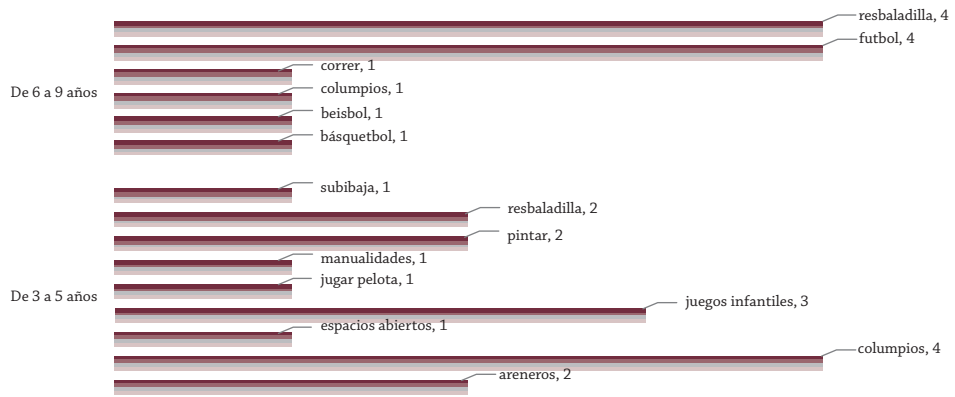 resbaladilla, 4
futbol, 4
correr, 1
De 6 a 9 años
columpios, 1
beisbol, 1
básquetbol, 1
subibaja, 1
resbaladilla, 2
pintar, 2
manualidades, 1
jugar pelota, 1
De 3 a 5 años
juegos infantiles, 3
espacios abiertos, 1
columpios, 4
areneros, 2